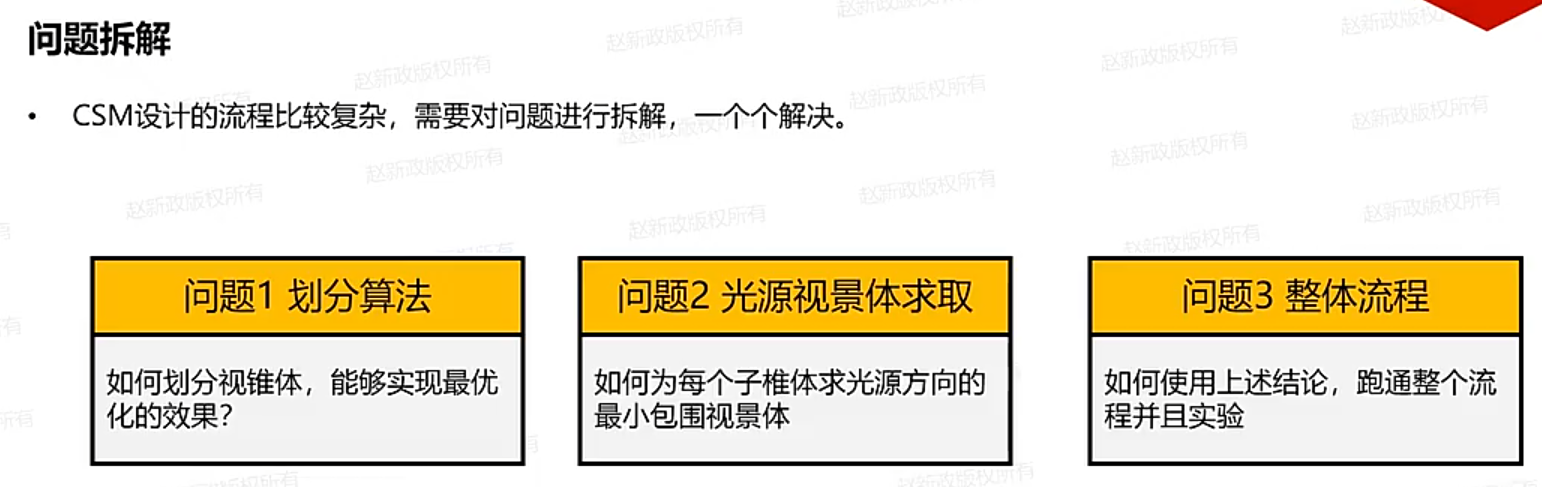 问题拆解
• CSM设计的流程比较复杂，需要对问题进行拆解，一个个解决。
问题1 划分算法
如何划分视锥体，能够实现最优
化的效果？
问题2 光源视景体求取
如何为每个子椎体求光源方向的
最小包围视景体
问题3 整体流程
如何使用上述结论，跑通整个流
程并且实验
赵新政版权所有